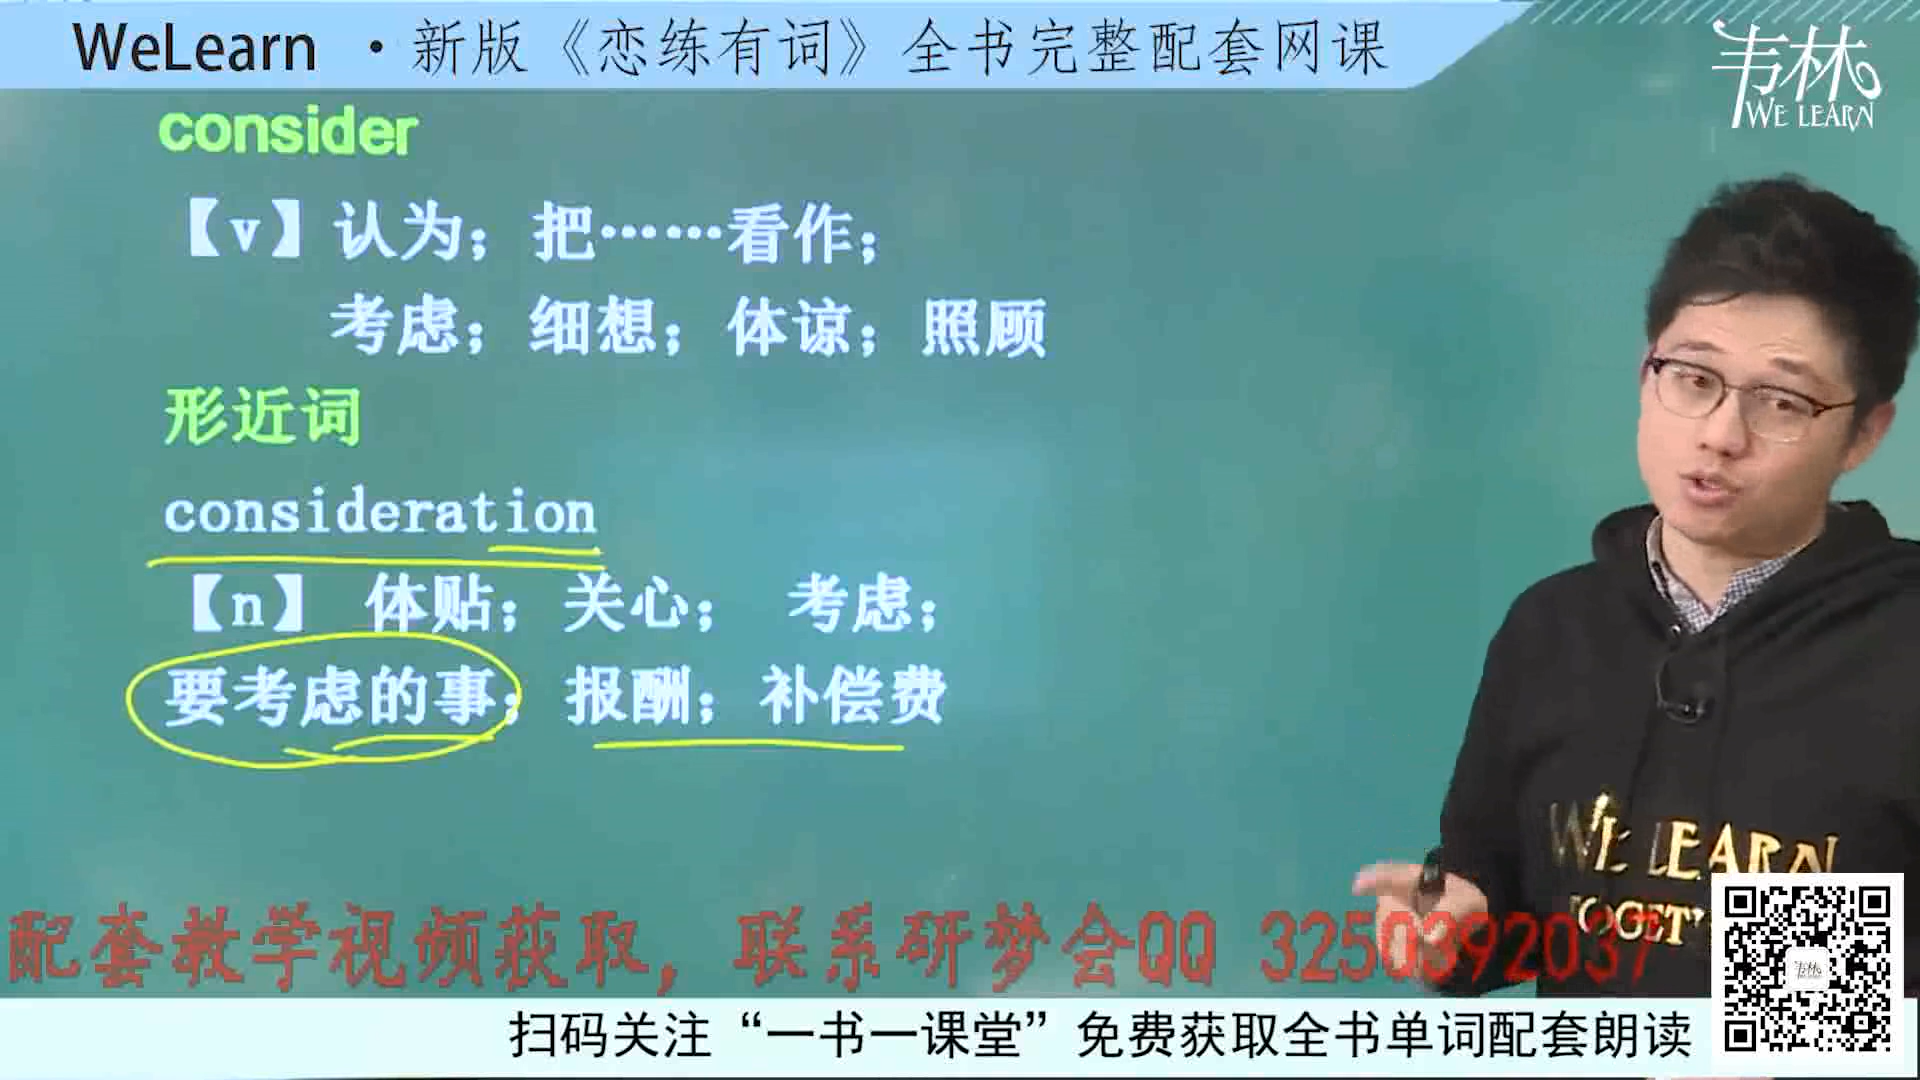 WeLearn ·新版《恋练有词》全书完整配套网课
韦林
WE LEARN
consider
【v】认为；把……看作；
考虑；细想；体谅；照顾
形近词
consideration
【n】 体贴；关心； 考虑；
要考虑的事；报酬；补偿费
WE LEARN
TOGET
配套教学视频获取，联系研梦会QQ 3250392037
韦林
扫码关注“一书一课堂”免费获取全书单词配套朗读